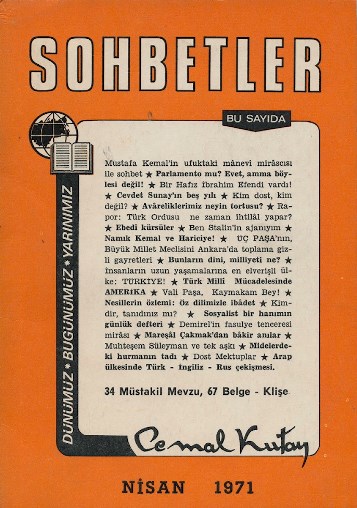 SOHBETLER
BU SAYIDA
DÜNÜMÜZ • BUGÜNÜMÜZ • YARINIMIZ
Mustafa Kemal'in ufuktaki mânevi mirâscısı
ile sohbet ★ Parlamento mu? Evet, amma böy-
lesi değil! ★ Bir Hafız İbrahim Efendi vardı!
★ Cevdet Sunay'ın beş yılı ★ Kim dost, kim
değil? ★ Avâreliklerimiz neyin tortusu? ★ Ra-
por: Türk Ordusu ne zaman ihtilâl yapar?
★ Ebedi kürsüler ★ Ben Stalin'in ajanıyım ★
Namık Kemal ve Hariciye! ★ ÜÇ PAŞA'nın,
Büyük Millet Meclisini Ankara'da toplama giz-
li gayretleri ★ Bunların dini, milliyeti ne? ★
İnsanların uzun yaşamalarına en elverişli ül-
ke: TÜRKİYE! ★ Türk Millî Mücadelesinde
AMERIKA ★ Vali Paşa, Kaymakam Bey! ★
Nesillerin özlemi: Öz dilimizle ibâdet ★ Kim-
dir, tanıdınız mı? ★ Sosyalist bir hanımın
günlük defteri ★ Demirel'in fasulye tenceresi
mirâsı ★ Mareşâl Çakmak'dan bâkir anılar ★
Muhteşem Süleyman ve tek aşkı ★ Midelerde-
ki hurmanın tadı ★ Dost Mektuplar ★ Arap
ülkesinde Türk - Ingiliz - Rus çekişmesi.
34 Müstakil Mevzu, 67 Belge - Klişe
Cemal Kutay
NİSAN 1971